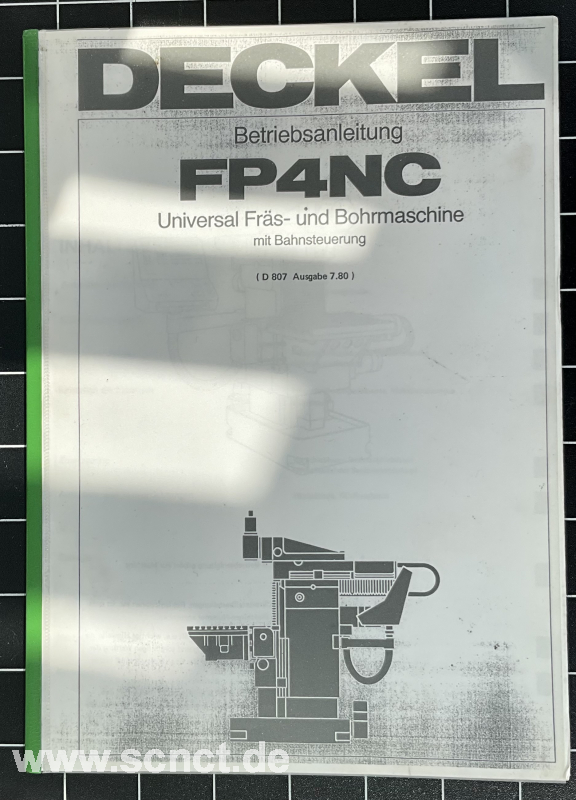 DECKEL
Betriebsanleitung
FP4NC
Universal Fräs- und Bohrmaschine
mit Bahnsteuerung
( D 807 Ausgabe 7.80 )
www.scnct.de